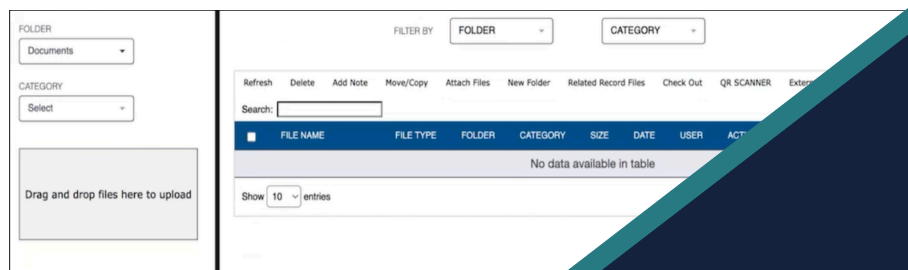 FOLDER
Documents
CATEGORY
Select
Drag and drop files here to upload
FILTER BY FOLDER CATEGORY
Refresh Delete Add Note Move/Copy Attach Files New Folder Related Record Files Check Out QR SCANNER
Search:
FILE NAME FILE TYPE FOLDER CATEGORY SIZE DATE USER
No data available in table
Show 10 entries